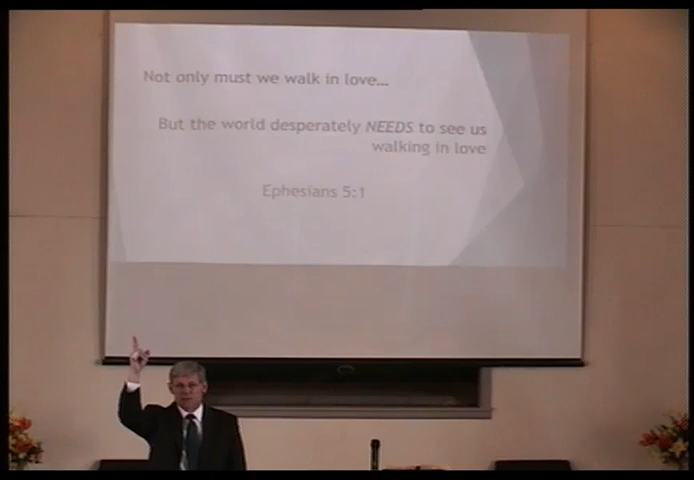 Not only must we walk in love...
But the world desperately NEEDS to see us
walking in love
Ephesians 5:1